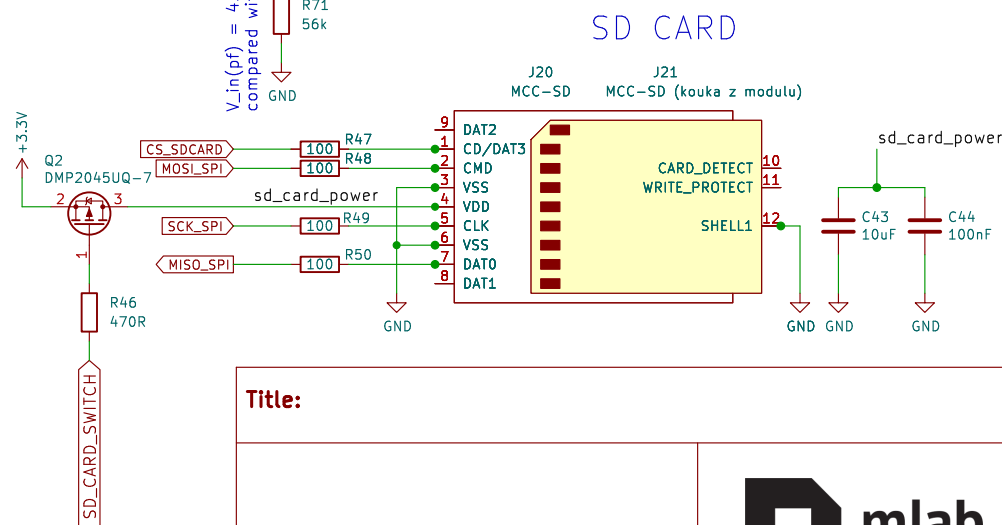 R71
56k
V_in(pf) = 4
compared wi
GND
SD CARD
J20
MCC-SD
J21
MCC-SD (kouka z modulu)
+3.3V
Q2
DMP2045UQ-7
2
3
1
CS_SDCARD
100
R47
MOSI_SPI
100
R48
sd_card_power
SCK_SPI
100
R49
MISO_SPI
100
R50
9
DAT2
1
CD/DAT3
2
CMD
3
VSS
4
VDD
5
CLK
6
VSS
7
DAT0
8
DAT1
CARD_DETECT
10
WRITE_PROTECT
11
SHELL1
12
sd_card_power
C43
10uF
C44
100nF
GND
GND
GND
GND
R46
470R
SD_CARD_SWITCH
Title:
mlab